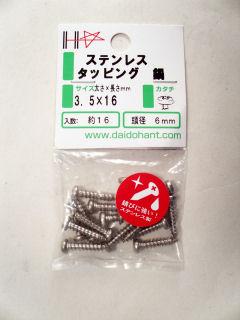 ステンレス
タッピング 鍋
サイズ太さ×長さmm
カタチ
3.5×16
入数:約16
頭径 6mm
www.daidohant.com
錆びに強い!
ステンレス製